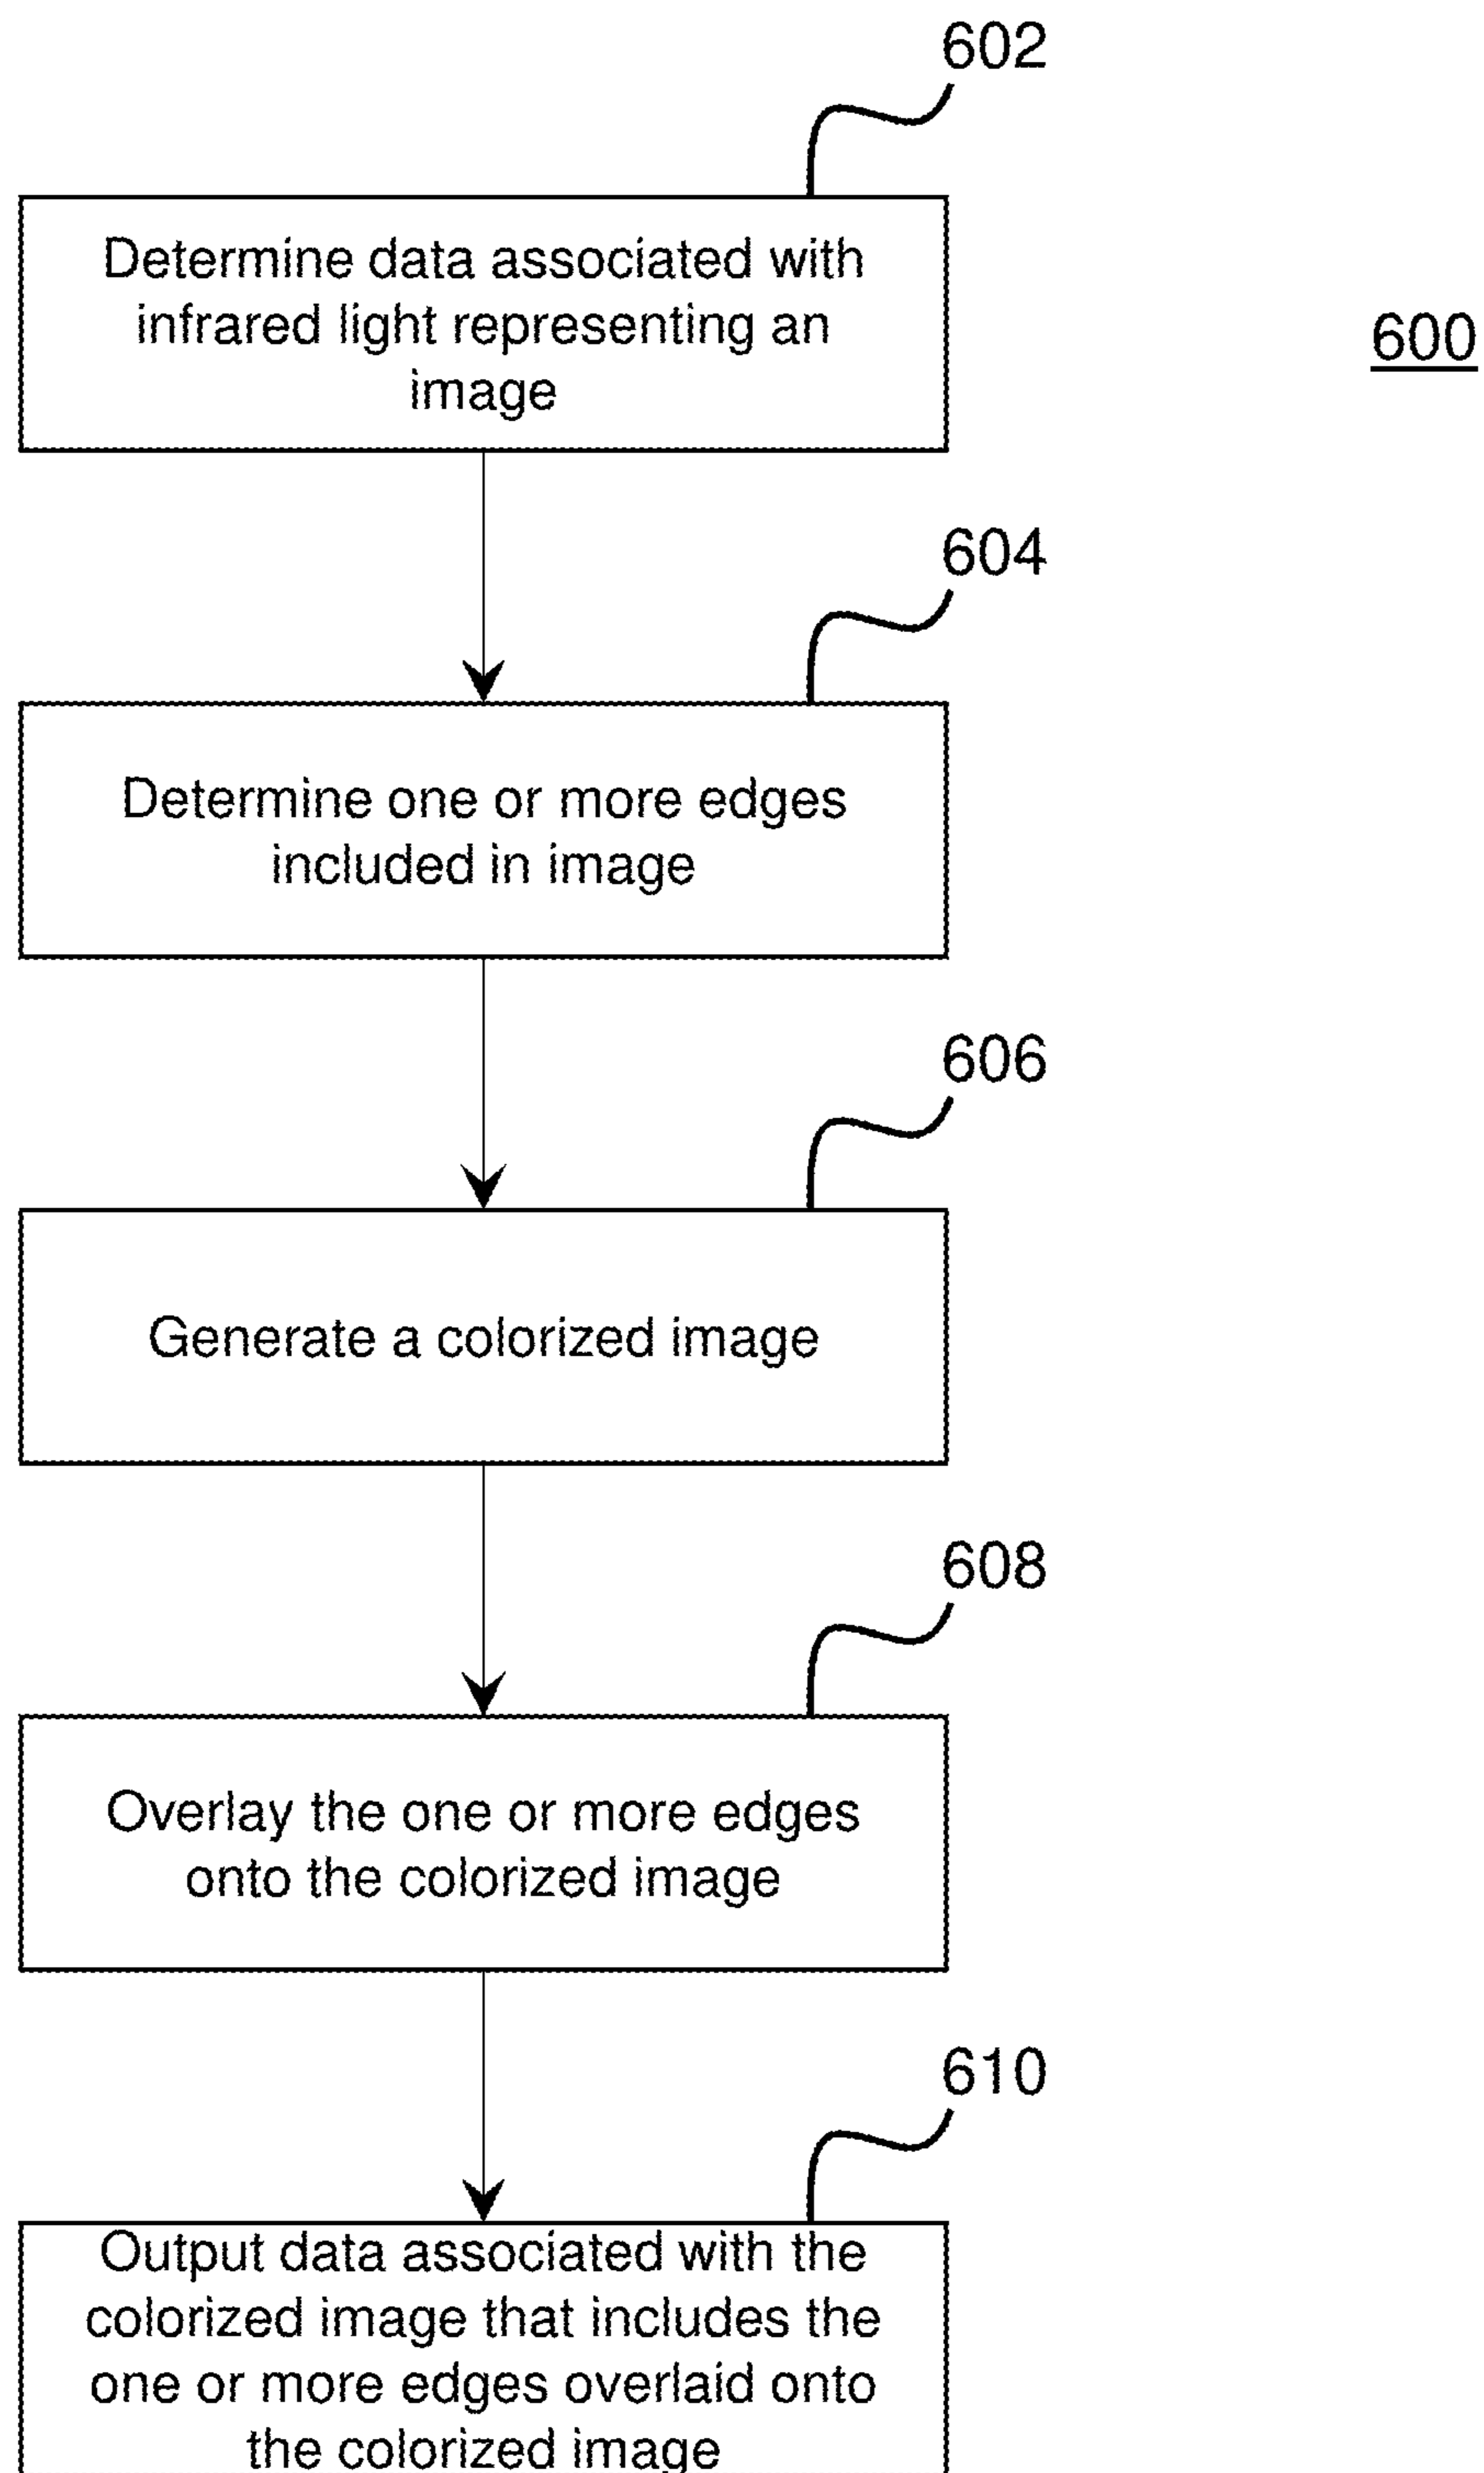 602
Determine data associated with
infrared light representing an
image
600
604
Determine one or more edges
included in image
606
Generate a colorized image
608
Overlay the one or more edges
onto the colorized image
610
Output data associated with the
colorized image that includes the
one or more edges overlaid onto
the colorized image